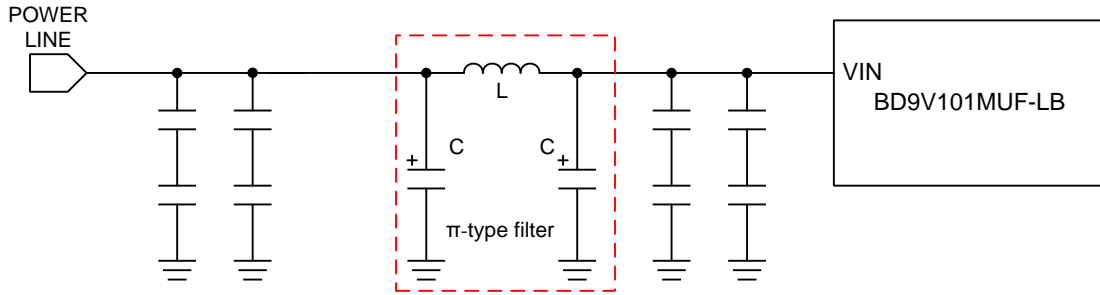 POWER
LINE
L
VIN
BD9V101MUF-LB
+
C
C
+
π-type filter